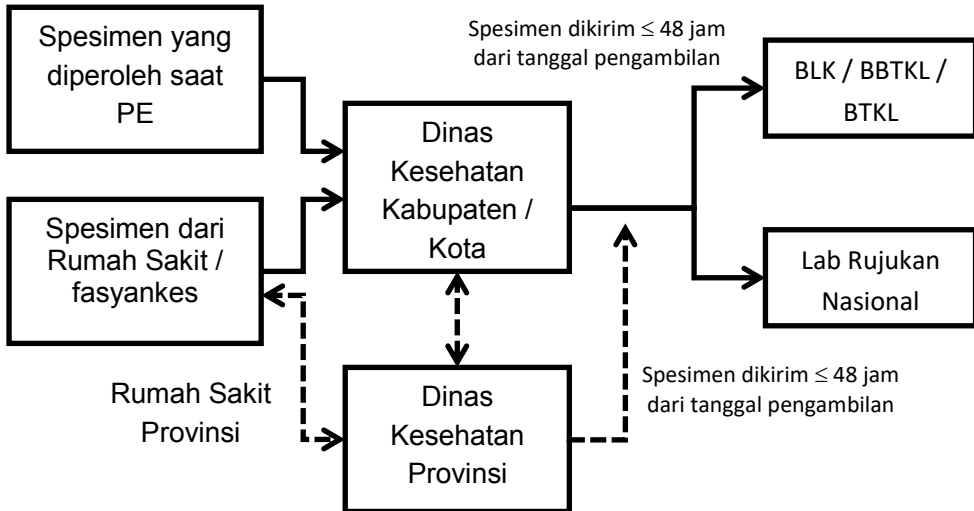 Spesimen yang
diperoleh saat
PE
Spesimen dikirim ≤ 48 jam
dari tanggal pengambilan
BLK / BBTKL /
BTKL
Dinas
Kesehatan
Kabupaten /
Kota
Spesimen dari
Rumah Sakit /
fasyankes
Lab Rujukan
Nasional
Rumah Sakit
Provinsi
Dinas
Kesehatan
Provinsi
Spesimen dikirim ≤ 48 jam
dari tanggal pengambilan